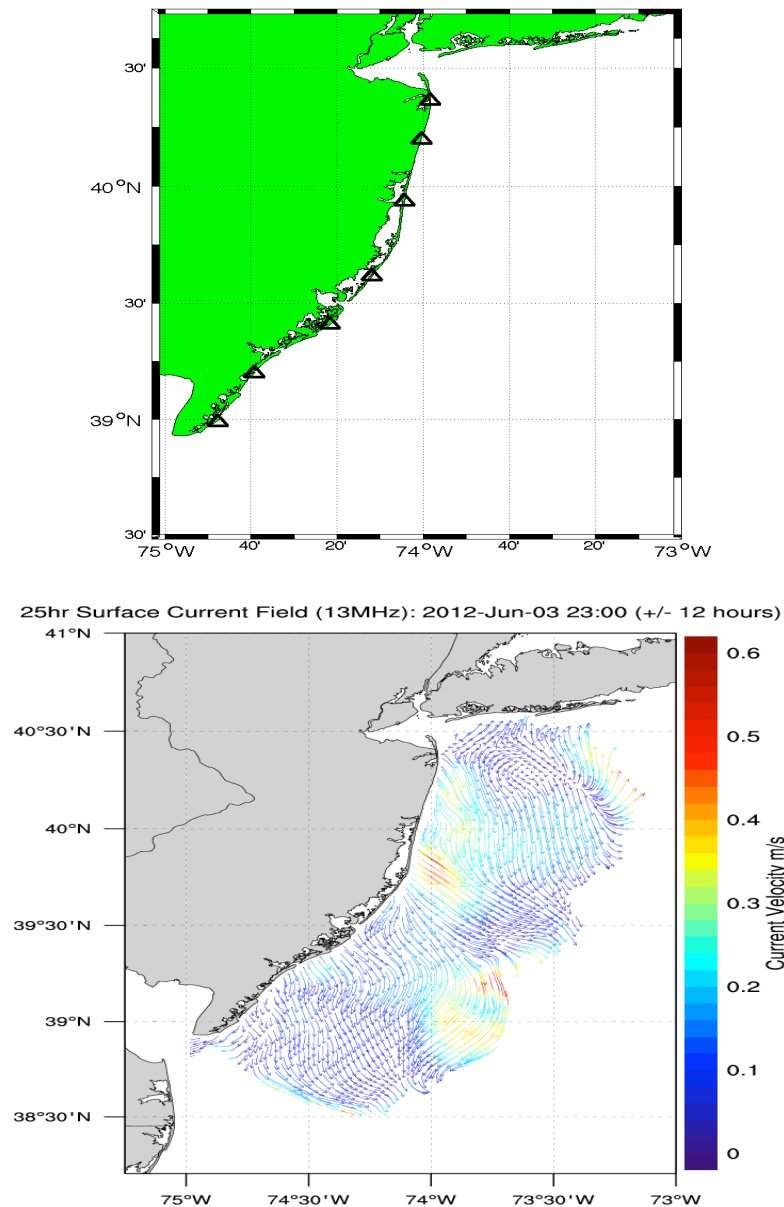 30'
40°N
30'
39°N
30'
75°W 40' 20' 74°W 40' 20' 73°W
25hr Surface Current Field (13MHz): 2012-Jun-03 23:00 (+/- 12 hours)
41°N
40°30'N
40°N
39°30'N
39°N
38°30'N
75°W 74°30'W 74°W 73°30'W 73°W
0.6
0.5
0.4
0.3
0.2
0.1
0
Current Velocity m/s